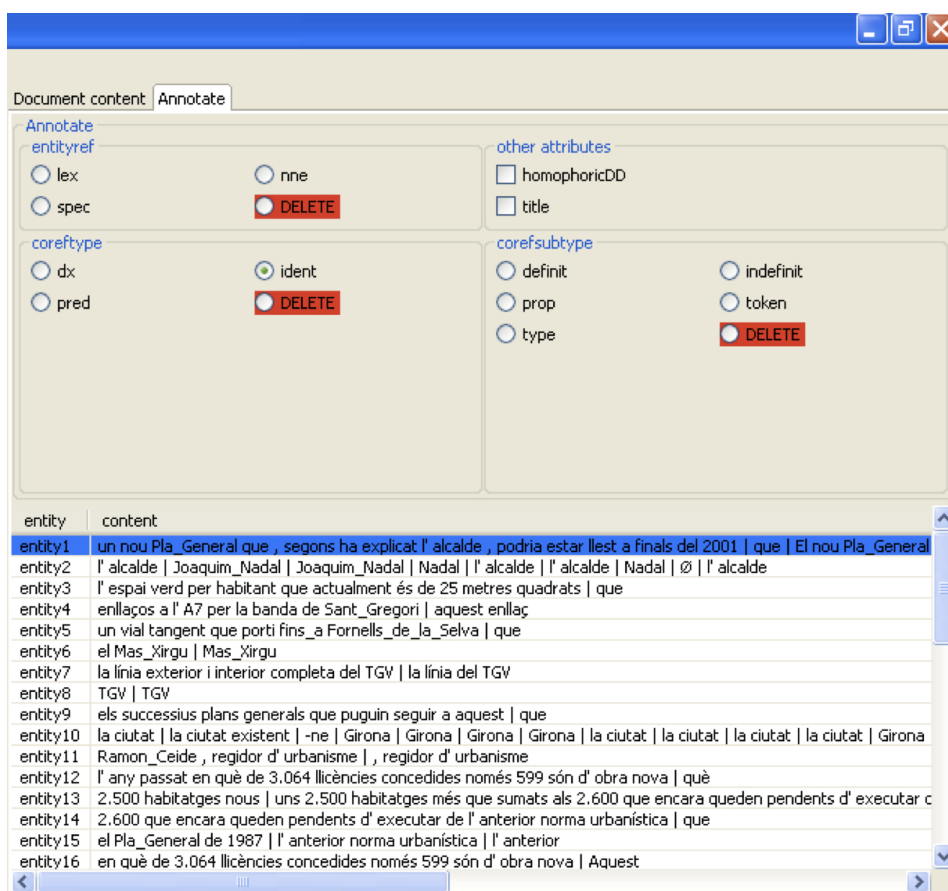 Document content Annotate
Annotate
entityref other attributes
lex nne homophoricDD
spec DELETE title
coreftype corefsubtype
dx ident definit indefinit
pred DELETE prop token
type DELETE
entity content
entity1 un nou Pla_General que , segons ha explicat l' alcalde , podria estar llest a finals del 2001 | que | El nou Pla_General
entity2 l' alcalde | Joaquim_Nadal | Joaquim_Nadal | Nadal | l' alcalde | l' alcalde | Nadal | Ø | l' alcalde
entity3 l' espai verd per habitant que actualment és de 25 metres quadrats | que
entity4 enllaços a l' A7 per la banda de Sant_Gregori | aquest enllaç
entity5 un vial tangent que porti fins_a Fornells_de_la_Selva | que
entity6 el Mas_Xirgu | Mas_Xirgu
entity7 la línia exterior i interior completa del TGV | la línia del TGV
entity8 TGV | TGV
entity9 els successius plans generals que puguin seguir a aquest | que
entity10 la ciutat | la ciutat existent | -ne | Girona | Girona | Girona | Girona | la ciutat | la ciutat | la ciutat | la ciutat | Girona
entity11 Ramon_Ceide , regidor d' urbanisme | , regidor d' urbanisme
entity12 l' any passat en què de 3.064 llicències concedides només 599 són d' obra nova | què
entity13 2.500 habitatges nous | uns 2.500 habitatges més que sumats als 2.600 que encara queden pendents d' executar
entity14 2.600 que encara queden pendents d' executar de l' anterior norma urbanística | que
entity15 el Pla_General de 1987 | l' anterior norma urbanística | l' anterior
entity16 en què de 3.064 llicències concedides només 599 són d' obra nova | Aquest